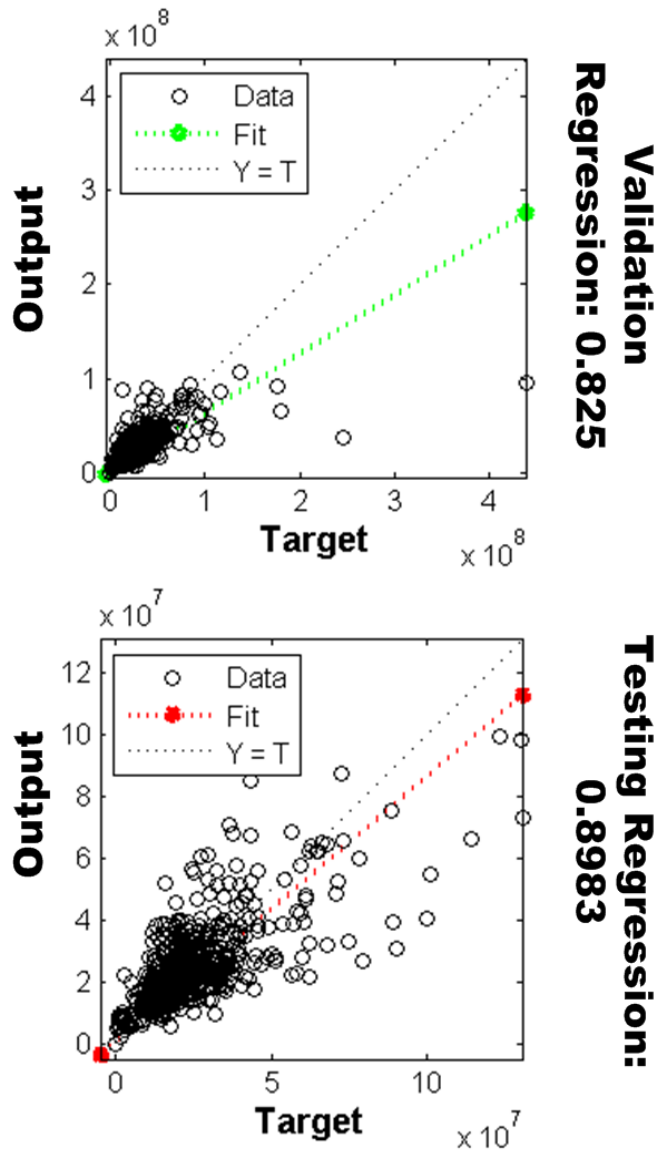 x 10^8
4
3
2
1
0
Data
Fit
Y = T
Output
0
1
2
3
4
Target
x 10^8
Validation
Regression: 0.825
x 10^7
12
10
8
6
4
2
0
Data
Fit
Y = T
Output
0
5
10
Target
x 10^7
Testing Regression:
0.8983